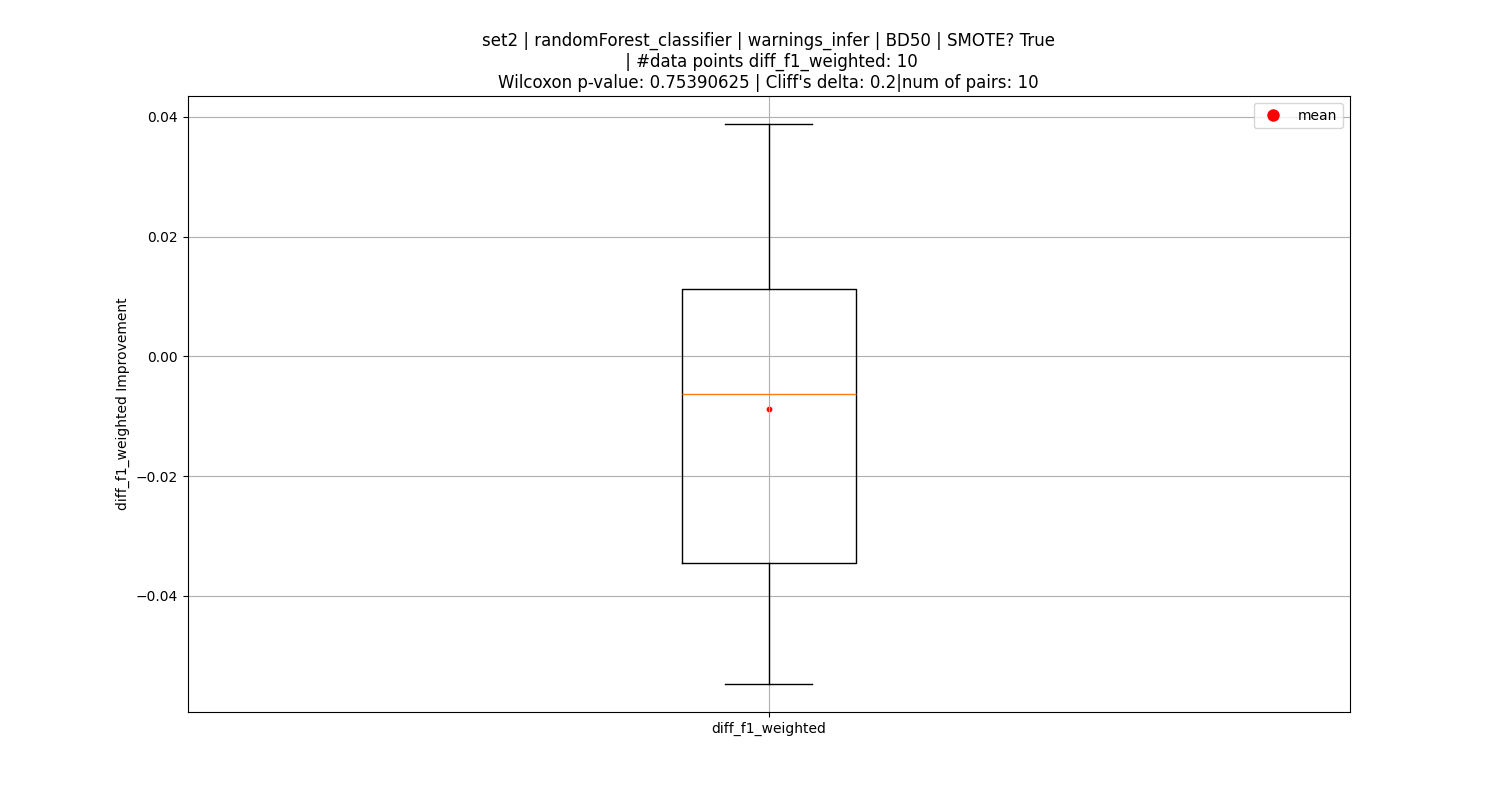 set2 | randomForest_classifier | warnings_infer | BD50 | SMOTE? True
| #data points diff_f1_weighted: 10
Wilcoxon p-value: 0.75390625 | Cliff's delta: 0.2|num of pairs: 10
mean
0.04
0.02
0.00
−0.02
−0.04
diff_f1_weighted Improvement
diff_f1_weighted